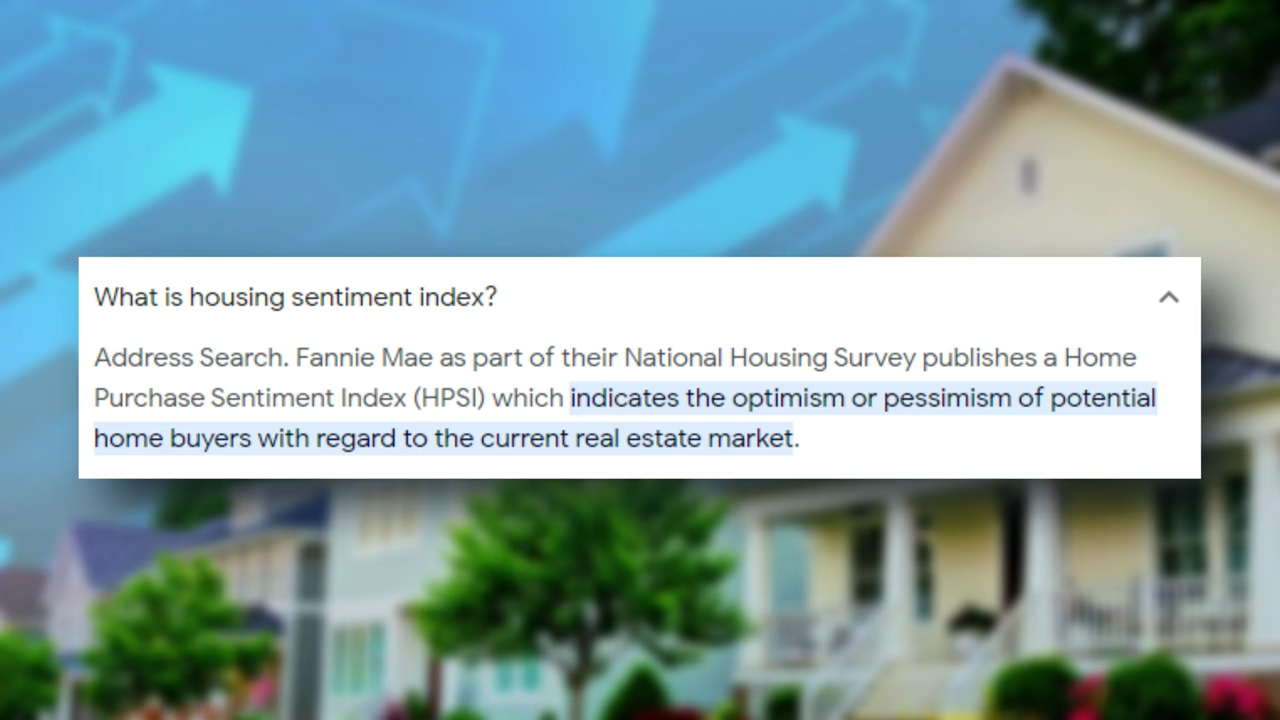 What is housing sentiment index?
Address Search. Fannie Mae as part of their National Housing Survey publishes a Home
Purchase Sentiment Index (HPSI) which indicates the optimism or pessimism of potential
home buyers with regard to the current real estate market.